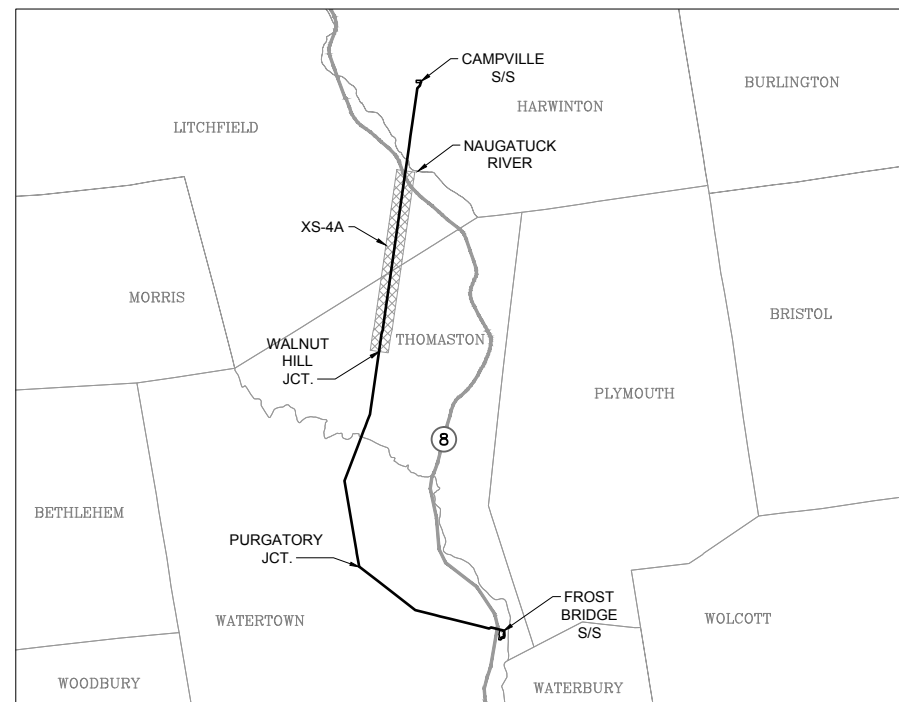 CAMPVILLE
S/S
BURLINGTON
HARWINTON
LITCHFIELD
NAUGATUCK
RIVER
XS-4A
MORRIS
BRISTOL
WALNUT
HILL
JCT.
THOMASTON
PLYMOUTH
8
BETHLEHEM
PURGATORY
JCT.
FROST
BRIDGE
S/S
WATERTOWN
WOLCOTT
WOODBURY
WATERBURY